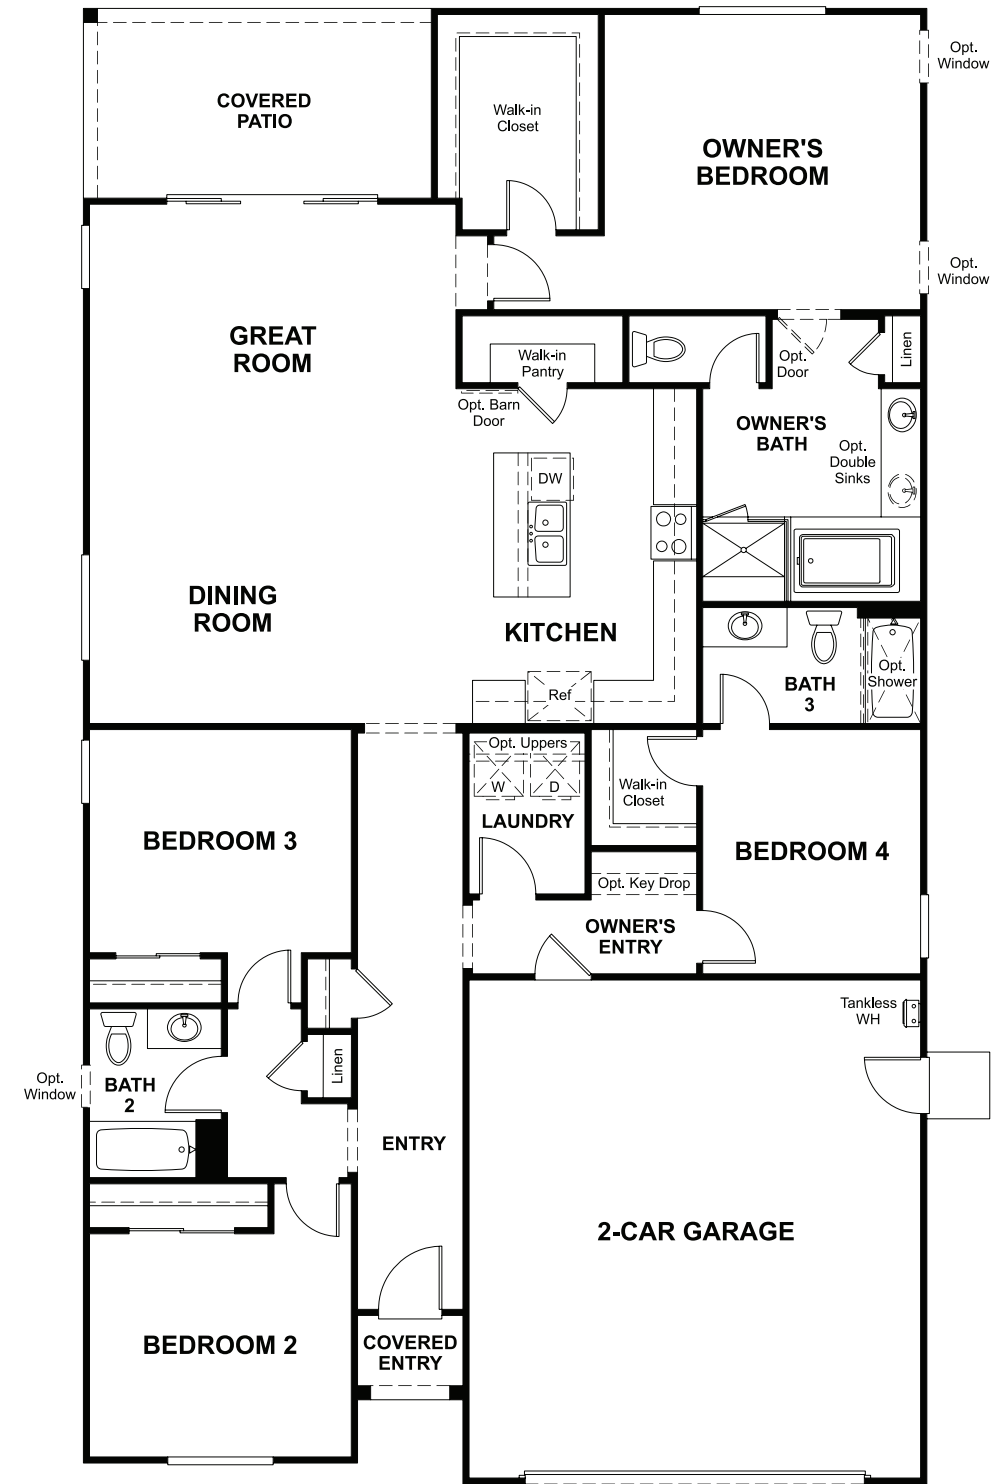 Opt.
Window
COVERED
PATIO
Walk-in
Closet
OWNER'S
BEDROOM
Opt.
Window
GREAT
ROOM
Walk-in
Pantry
Opt.
Door
Linen
Opt. Barn
Door
OWNER'S
BATH
Opt.
Double
Sinks
DW
DINING
ROOM
KITCHEN
Opt.
Shower
BATH
3
Ref
Opt. Uppers
W
D
Walk-in
Closet
LAUNDRY
BEDROOM 3
BEDROOM 4
Opt. Key Drop
OWNER'S
ENTRY
Tankless
WH
Linen
Opt.
Window
BATH
2
ENTRY
2-CAR GARAGE
BEDROOM 2
COVERED
ENTRY